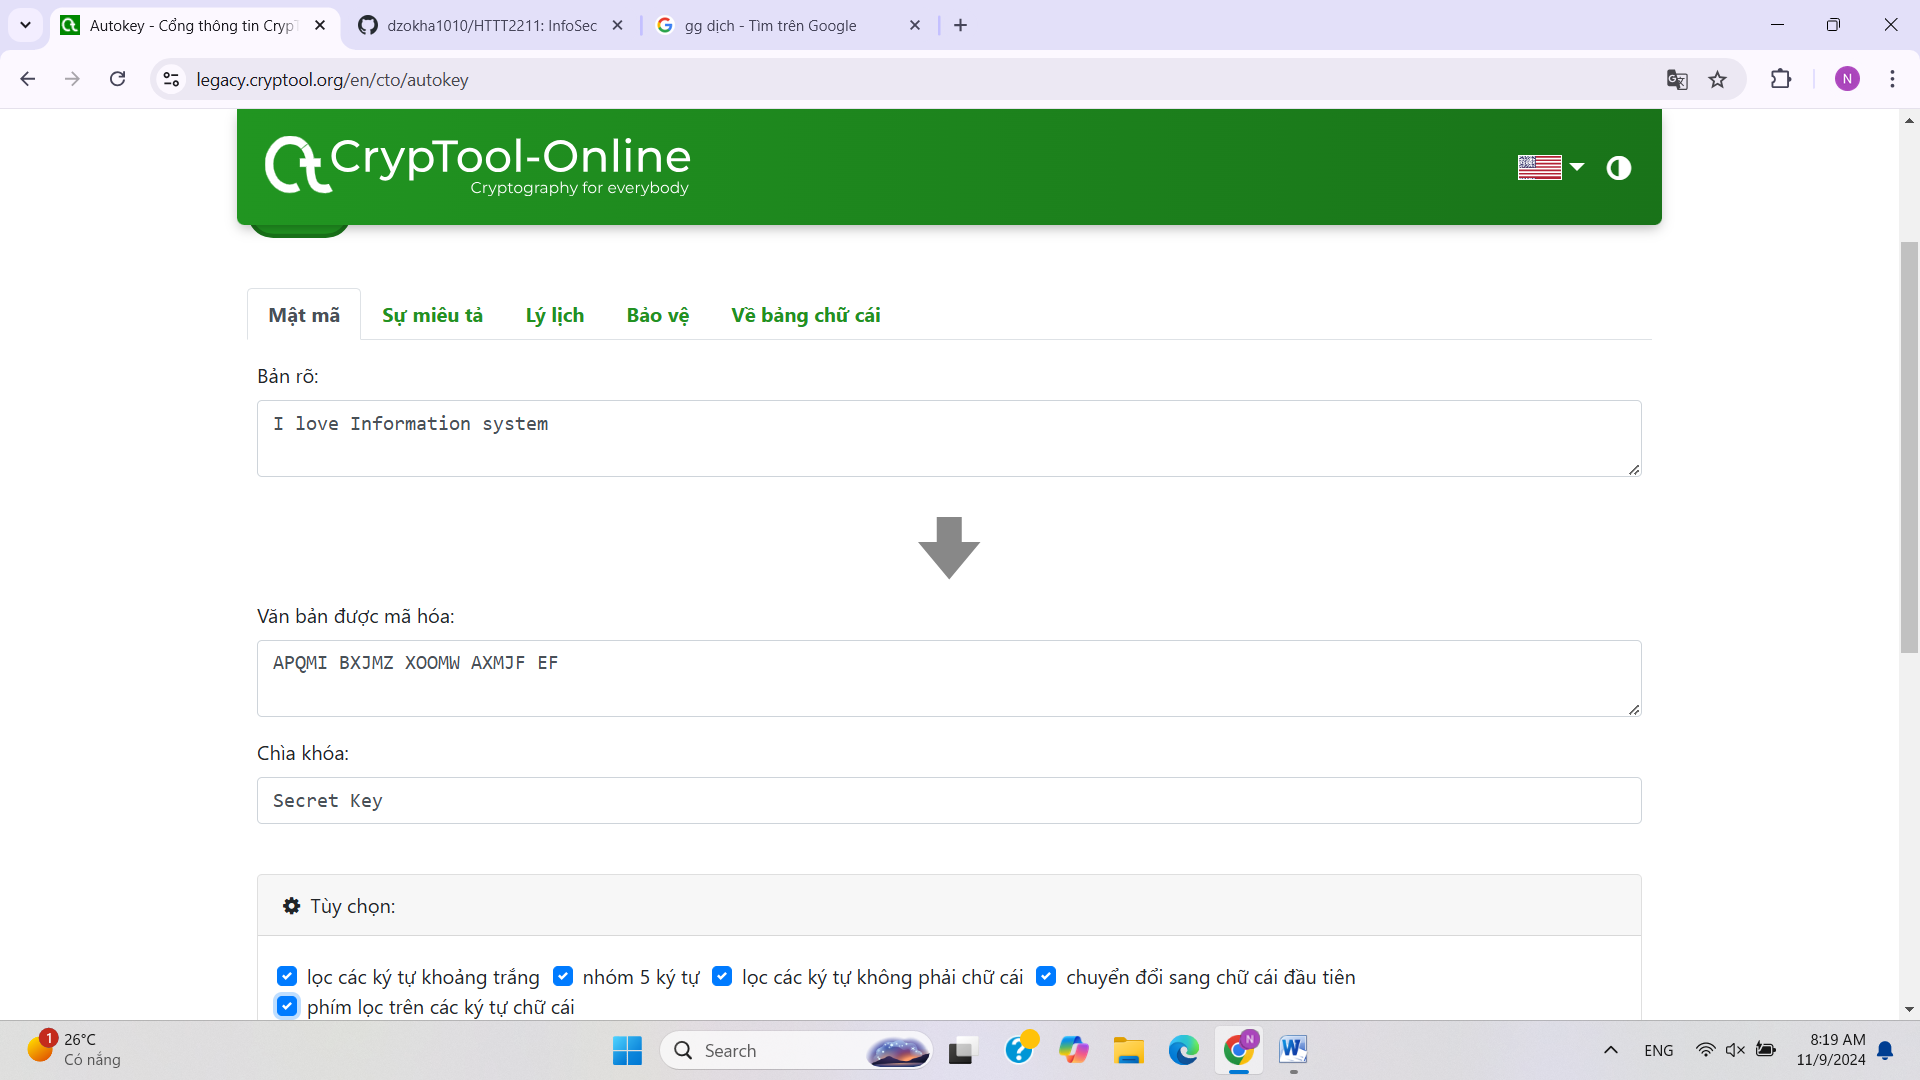 Autokey - Cổng thông tin Cryp
dzokha1010/HTTT2211: InfoSec
gg dịch - Tìm trên Google
legacy.cryptool.org/en/cto/autokey
N
CrypTool-Online
Cryptography for everybody
Mật mã
Sự miêu tả
Lý lịch
Bảo vệ
Về bảng chữ cái
Bản rõ:
I love Information system
Văn bản được mã hóa:
APQMI BXJMZ XOOMW AXMJF EF
Chìa khóa:
Secret Key
Tùy chọn:
lọc các ký tự khoảng trắng
nhóm 5 ký tự
lọc các ký tự không phải chữ cái
chuyển đổi sang chữ cái đầu tiên
phím lọc trên các ký tự chữ cái
1
26°C
Có nắng
Search
N
W
ENG
8:19 AM
11/9/2024